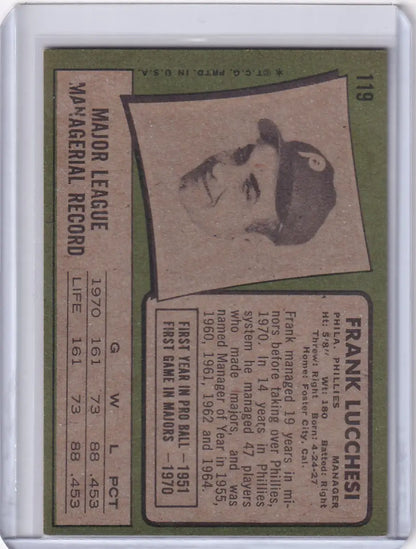 119
*©T.C.G. PRTD. IN U.S.A.
FRANK LUCCHESI
PHILA. PHILLIES MANAGER
Ht: 5'8" Wt: 180 Batted: Right
Threw: Right Born: 4-24-27
Home: Foster City, Cal.
Frank managed 19 years in mi-
nors before taking over Phillies,
1970. In 14 years in Phillies
system, he managed 47 players
who made majors, and was
named Manager of Year in 1955,
1960, 1961, 1962 and 1964.
FIRST YEAR IN PRO BALL — 1951
FIRST GAME IN MAJORS — 1970
MAJOR LEAGUE
MANAGERIAL RECORD
G W L PCT
1970 161 73 88 .453
LIFE 161 73 88 .453